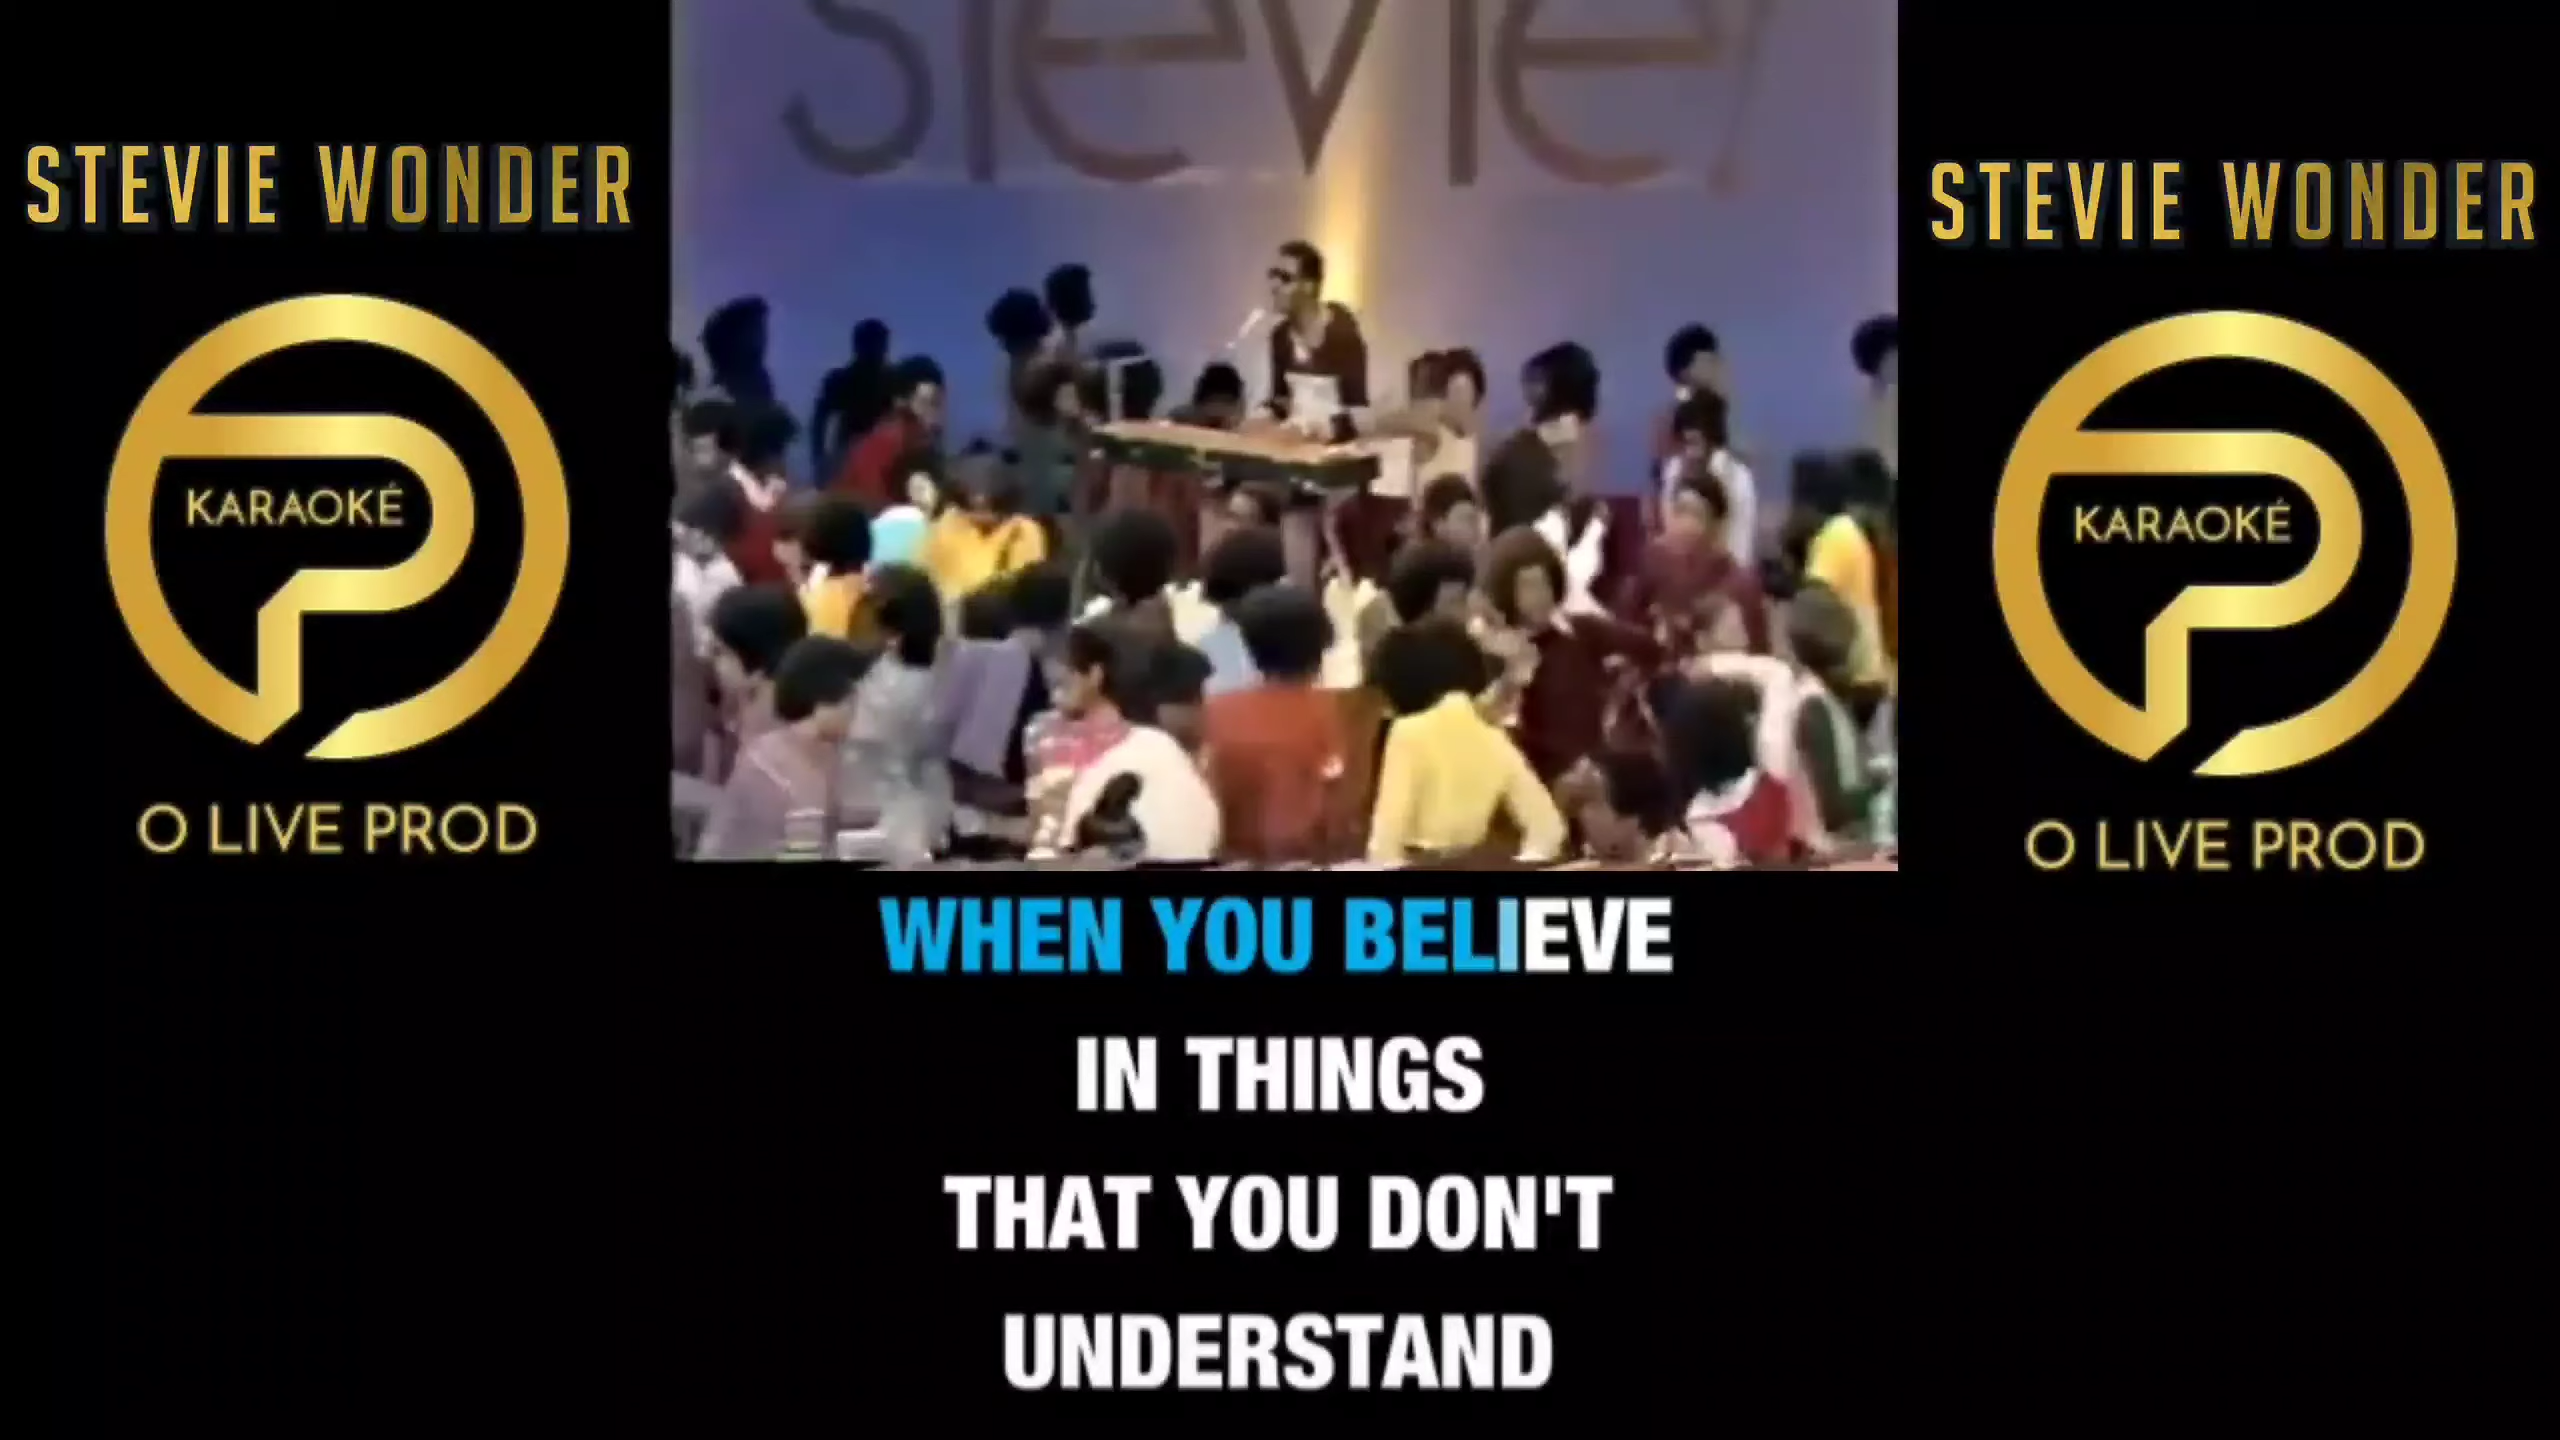 stevie/
STEVIE WONDER
KARAOKÉ
O LIVE PROD
STEVIE WONDER
KARAOKÉ
O LIVE PROD
WHEN YOU BELIEVE
IN THINGS
THAT YOU DON'T
UNDERSTAND